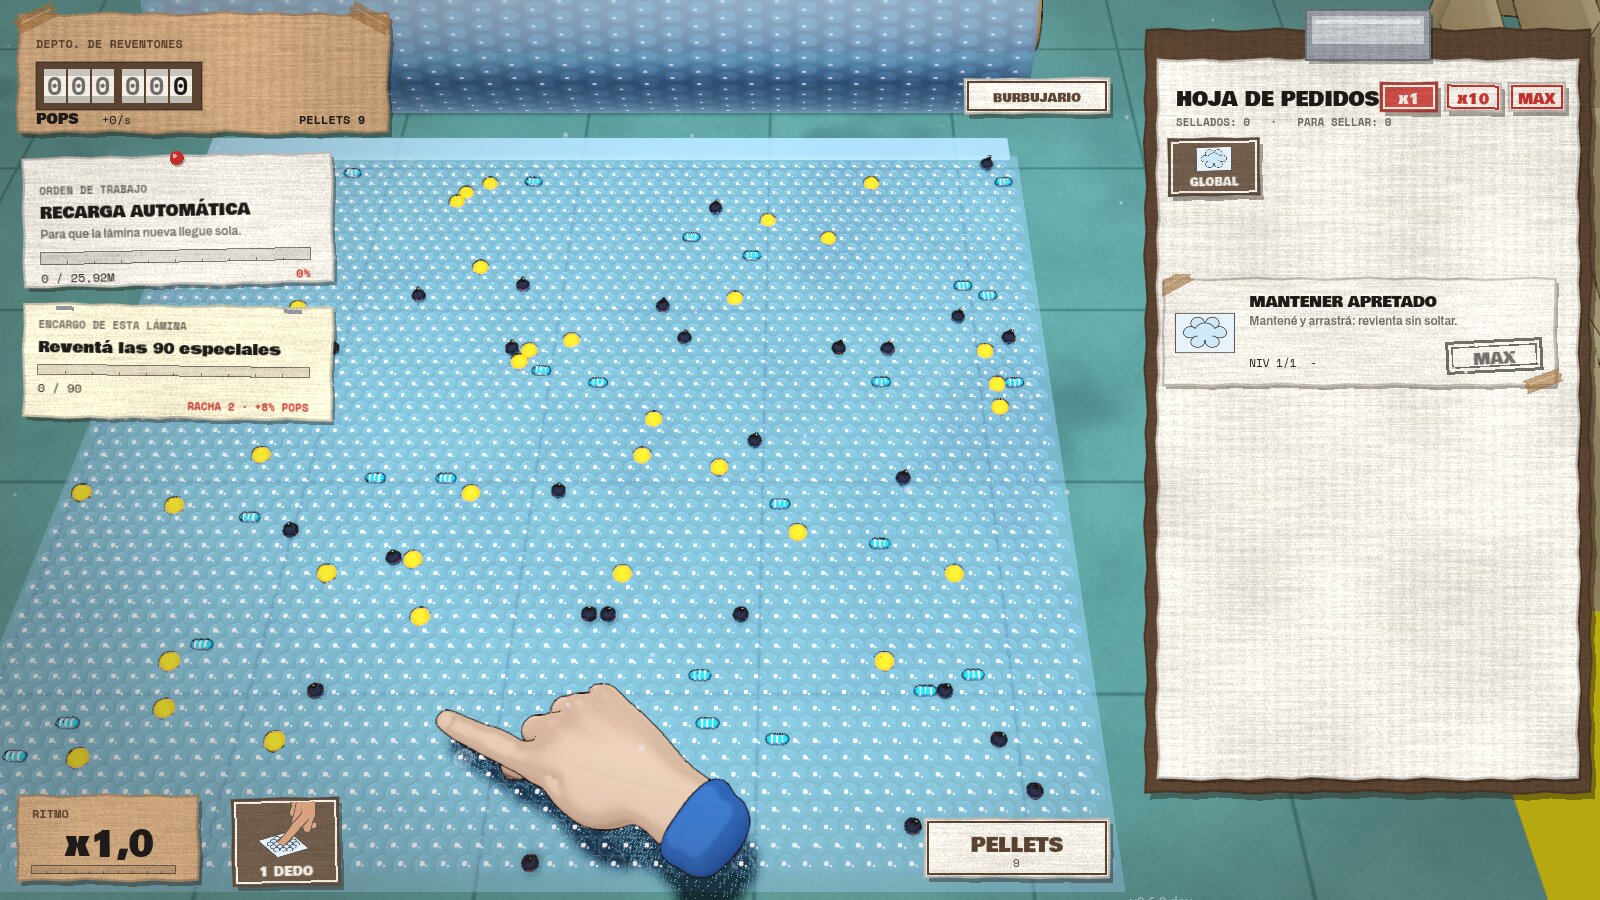 DEPTO. DE REVENTONES
000000
POPS +0/s PELLETS 9
ORDEN DE TRABAJO
RECARGA AUTOMÁTICA
Para que la lámina nueva llegue sola.
0 / 25.92M 0%
ENCARGO DE ESTA LÁMINA
Reventá las 90 especiales
0 / 90
RACHA 2 · +8% POPS
RITMO
x1,0
1 DEDO
BURBUJARIO
PELLETS
9
HOJA DE PEDIDOS x1 x10 MAX
SELLADOS: 0 · PARA SELLAR: 0
GLOBAL
MANTENER APRETADO
Mantené y arrastrá: revienta sin soltar.
NIV 1/1 -
MAX